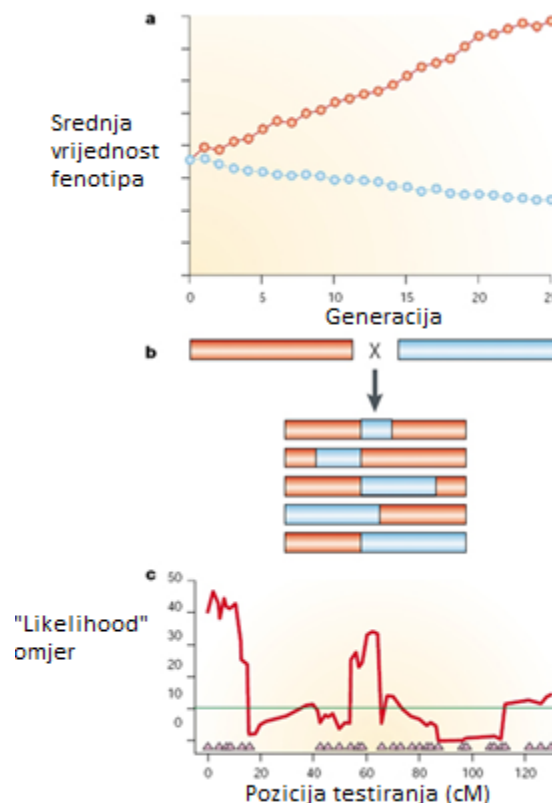 a
Srednja
vrijednost
fenotipa
0 5 10 15 20 25
Generacija
b
X
c
"Likelihood"
omjer
50
40
30
20
10
0
0 20 40 60 80 100 120
Pozicija testiranja (cM)